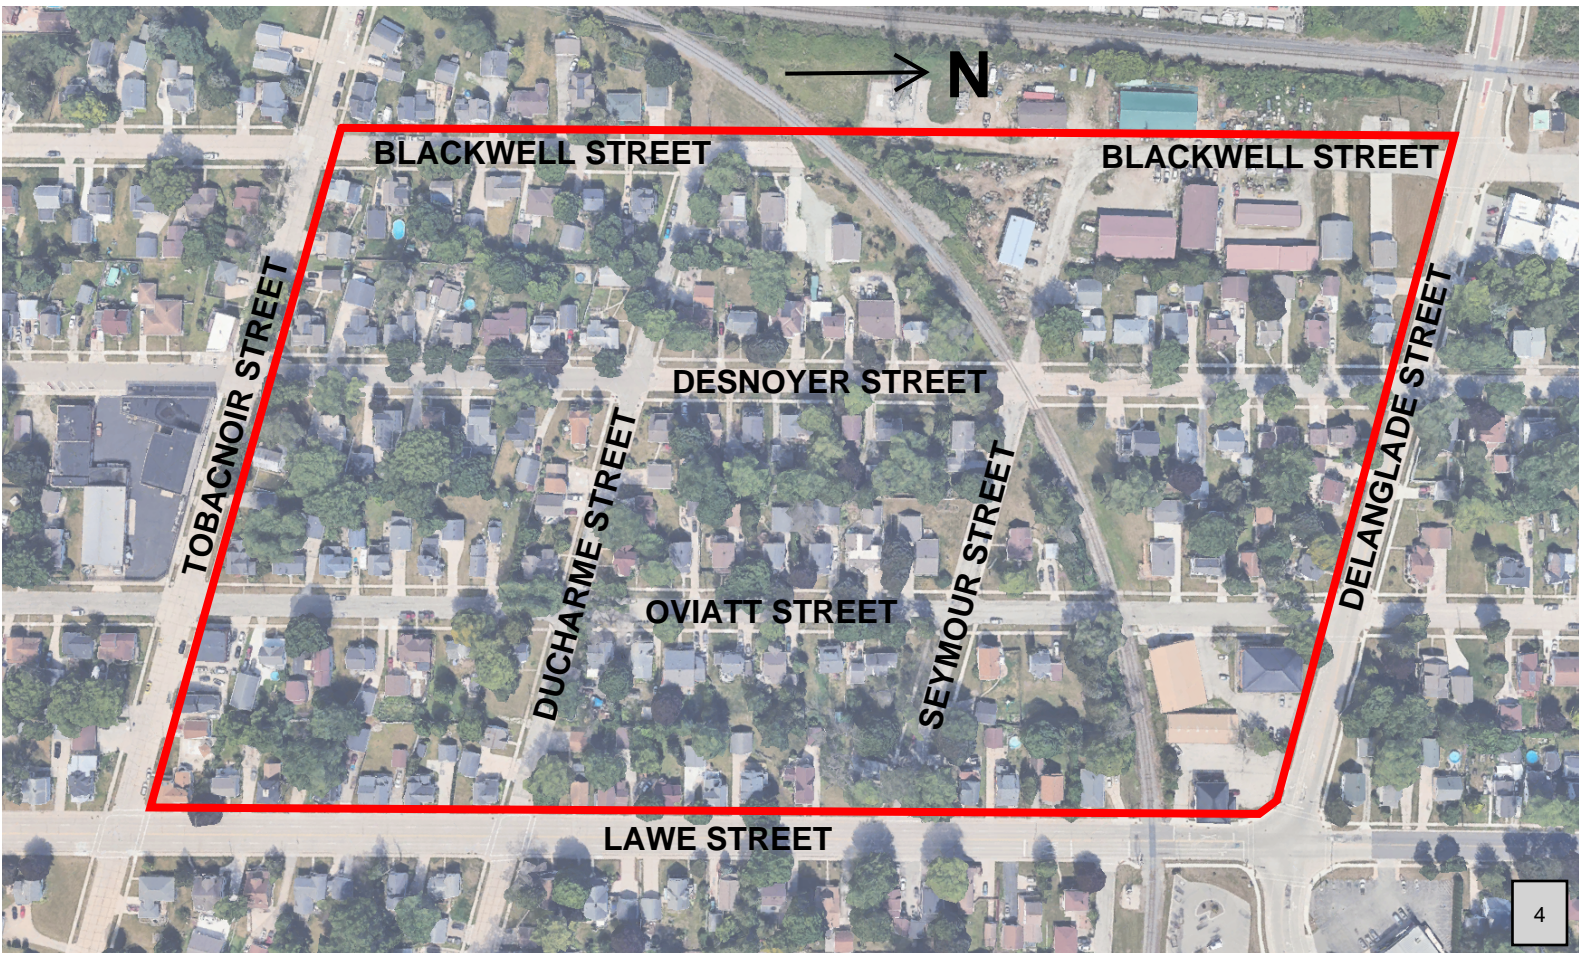 N
BLACKWELL STREET
BLACKWELL STREET
TOBACNOIR STREET
DESNOYER STREET
DELANGLADE STREET
DUCHARME STREET
SEYMOUR STREET
OVIATT STREET
LAWE STREET
4